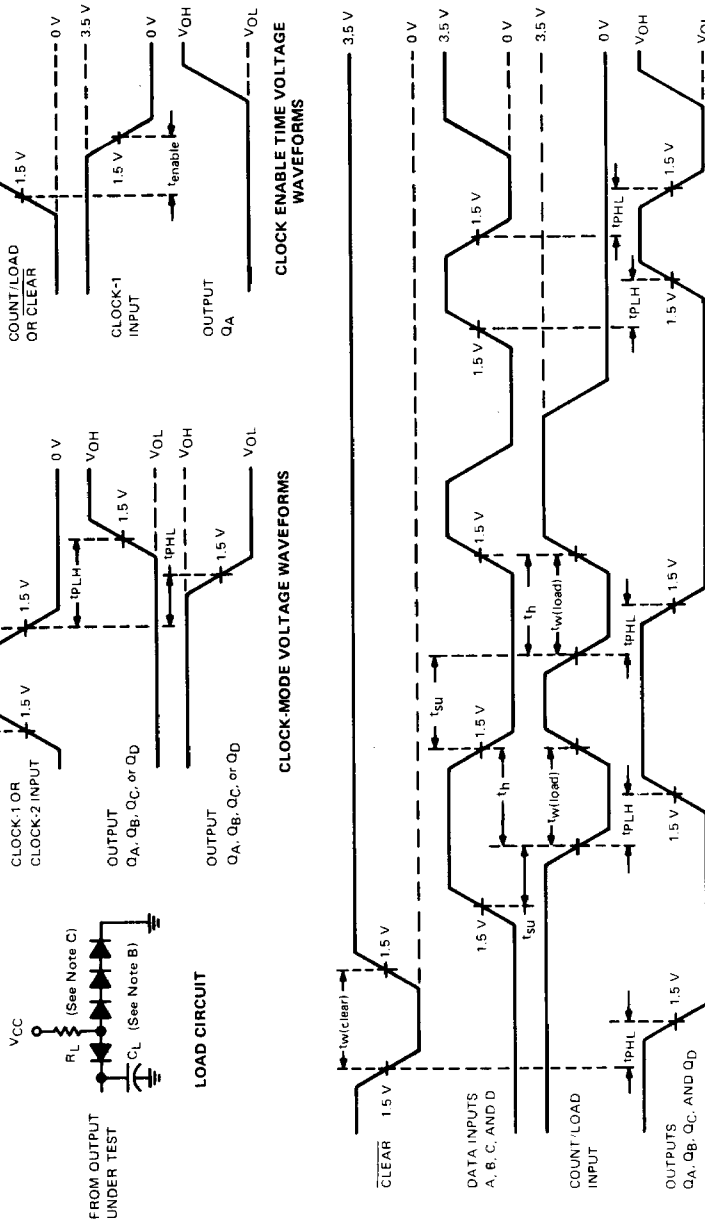 FROM OUTPUT
UNDER TEST
VCC
RL
(See Note C)
CL (See Note B)
LOAD CIRCUIT
CLOCK-1 OR
CLOCK-2 INPUT
1.5 V
1.5 V
0 V
tPLH
VOH
OUTPUT
QA, QB, QC, or QD
1.5 V
VOL
tPHL
VOH
OUTPUT
QA, QB, QC, or QD
1.5 V
VOL
CLOCK-MODE VOLTAGE WAVEFORMS
COUNT/LOAD
OR CLEAR
1.5 V
0 V
3.5 V
CLOCK-1
INPUT
1.5 V
0 V
tenable
VOH
OUTPUT
QA
VOL
CLOCK ENABLE TIME VOLTAGE
WAVEFORMS
3.5 V
tw(clear)
CLEAR
1.5 V
1.5 V
0 V
tsu
3.5 V
DATA INPUTS
A, B, C, AND D
1.5 V
1.5 V
1.5 V
1.5 V
1.5 V
0 V
tsu
th
th
3.5 V
tw(load)
tw(load)
COUNT/LOAD
INPUT
0 V
tPHL
tPLH
tPHL
tPLH
tPHL
VOH
OUTPUTS
QA, QB, QC, AND QD
1.5 V
1.5 V
1.5 V
1.5 V
1.5 V
VOL